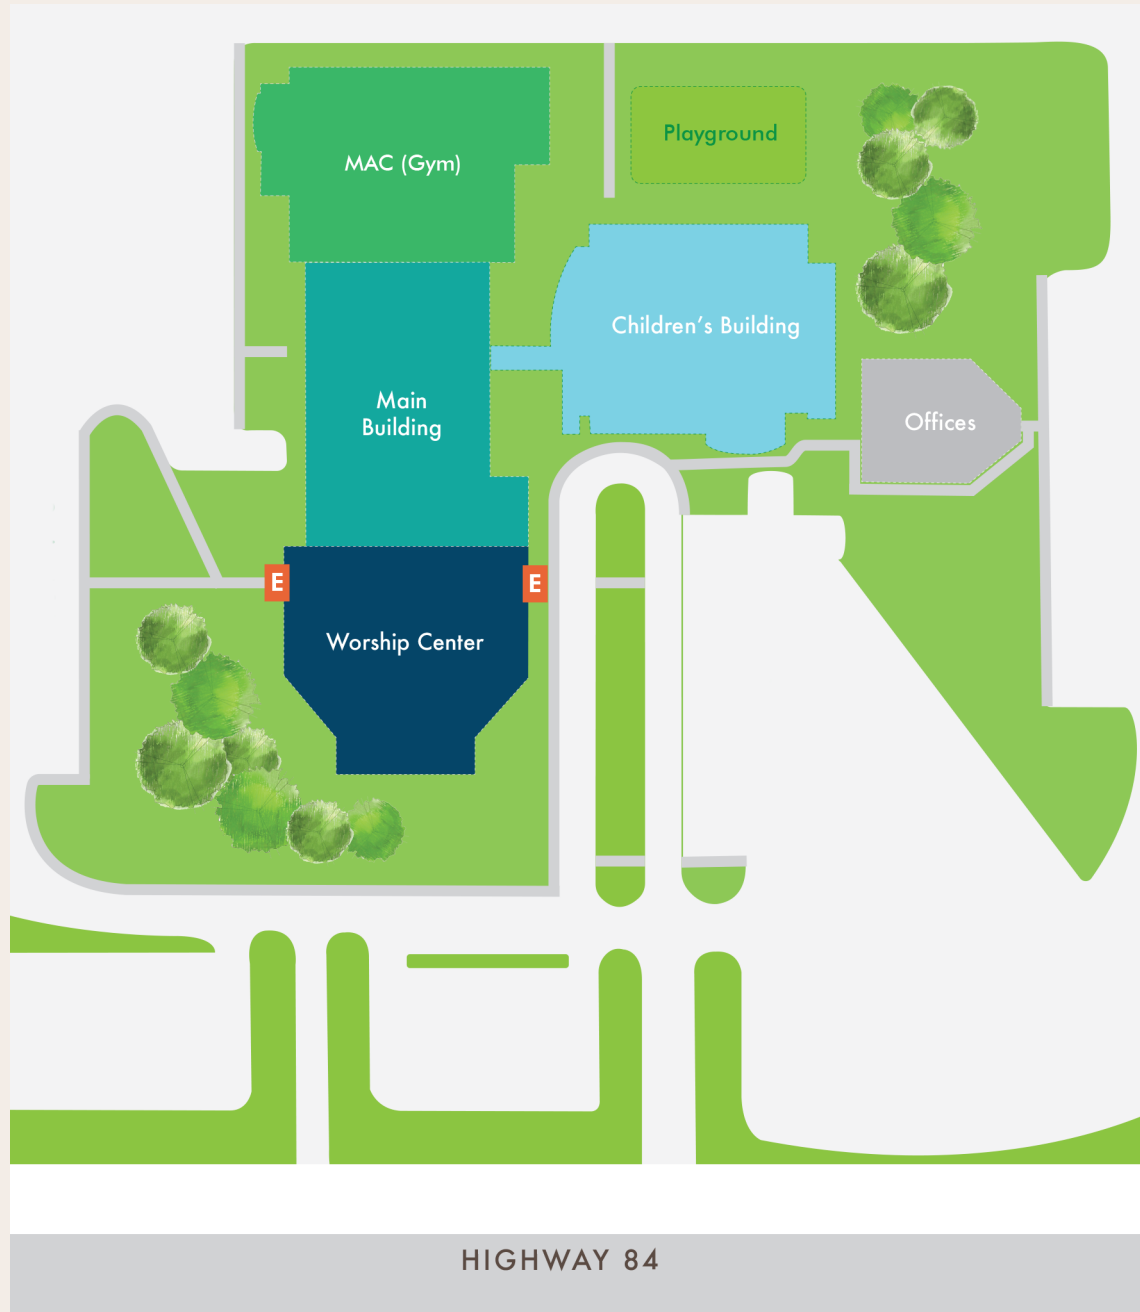 Playground
MAC (Gym)
Children's Building
Main
Building
Offices
E
E
Worship Center
HIGHWAY 84